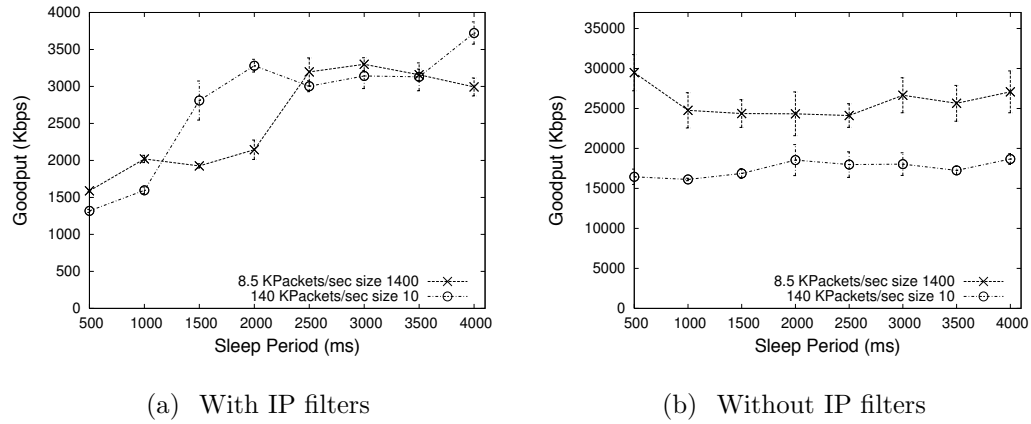 4000
3500
3000
2500
2000
1500
1000
500
0
Goodput (Kbps)
8.5 KPackets/sec size 1400
140 KPackets/sec size 10
500 1000 1500 2000 2500 3000 3500 4000
Sleep Period (ms)
(a) With IP filters
35000
30000
25000
20000
15000
10000
5000
0
Goodput (Kbps)
8.5 KPackets/sec size 1400
140 KPackets/sec size 10
500 1000 1500 2000 2500 3000 3500 4000
Sleep Period (ms)
(b) Without IP filters